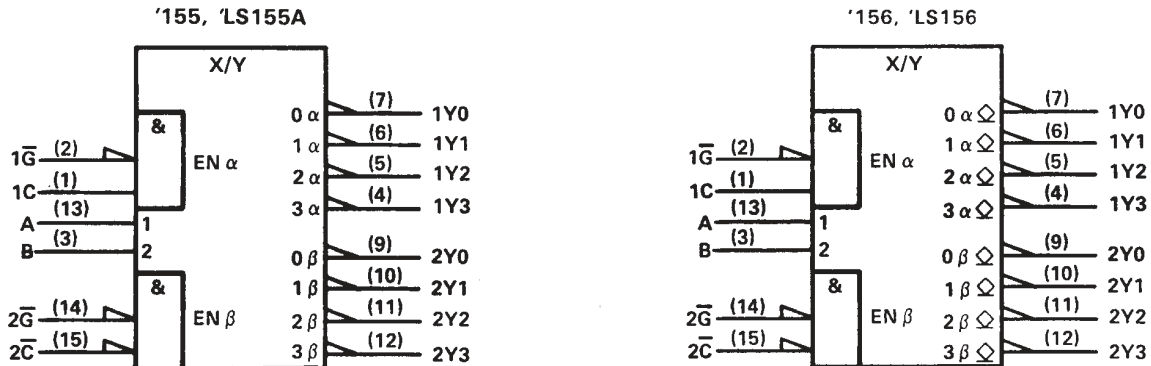 '155, 'LS155A
X/Y
&
EN α
1G̅ (2)
1C (1)
A (13) 1
B (3) 2
&
EN β
2G̅ (14)
2C̅ (15)
0 α (7) 1Y0
1 α (6) 1Y1
2 α (5) 1Y2
3 α (4) 1Y3
0 β (9) 2Y0
1 β (10) 2Y1
2 β (11) 2Y2
3 β (12) 2Y3
'156, 'LS156
X/Y
&
EN α
1G̅ (2)
1C (1)
A (13) 1
B (3) 2
&
EN β
2G̅ (14)
2C̅ (15)
0 α ⎐ (7) 1Y0
1 α ⎐ (6) 1Y1
2 α ⎐ (5) 1Y2
3 α ⎐ (4) 1Y3
0 β ⎐ (9) 2Y0
1 β ⎐ (10) 2Y1
2 β ⎐ (11) 2Y2
3 β ⎐ (12) 2Y3